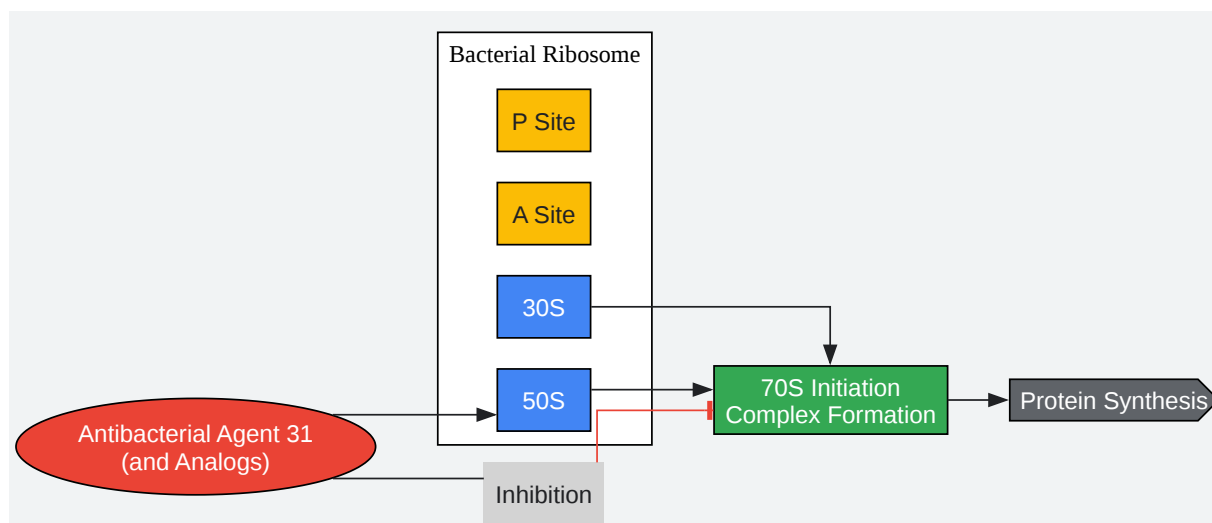 Bacterial Ribosome
P Site
A Site
30S
50S
70S Initiation
Complex Formation
Protein Synthesis
Antibacterial Agent 31
(and Analogs)
Inhibition